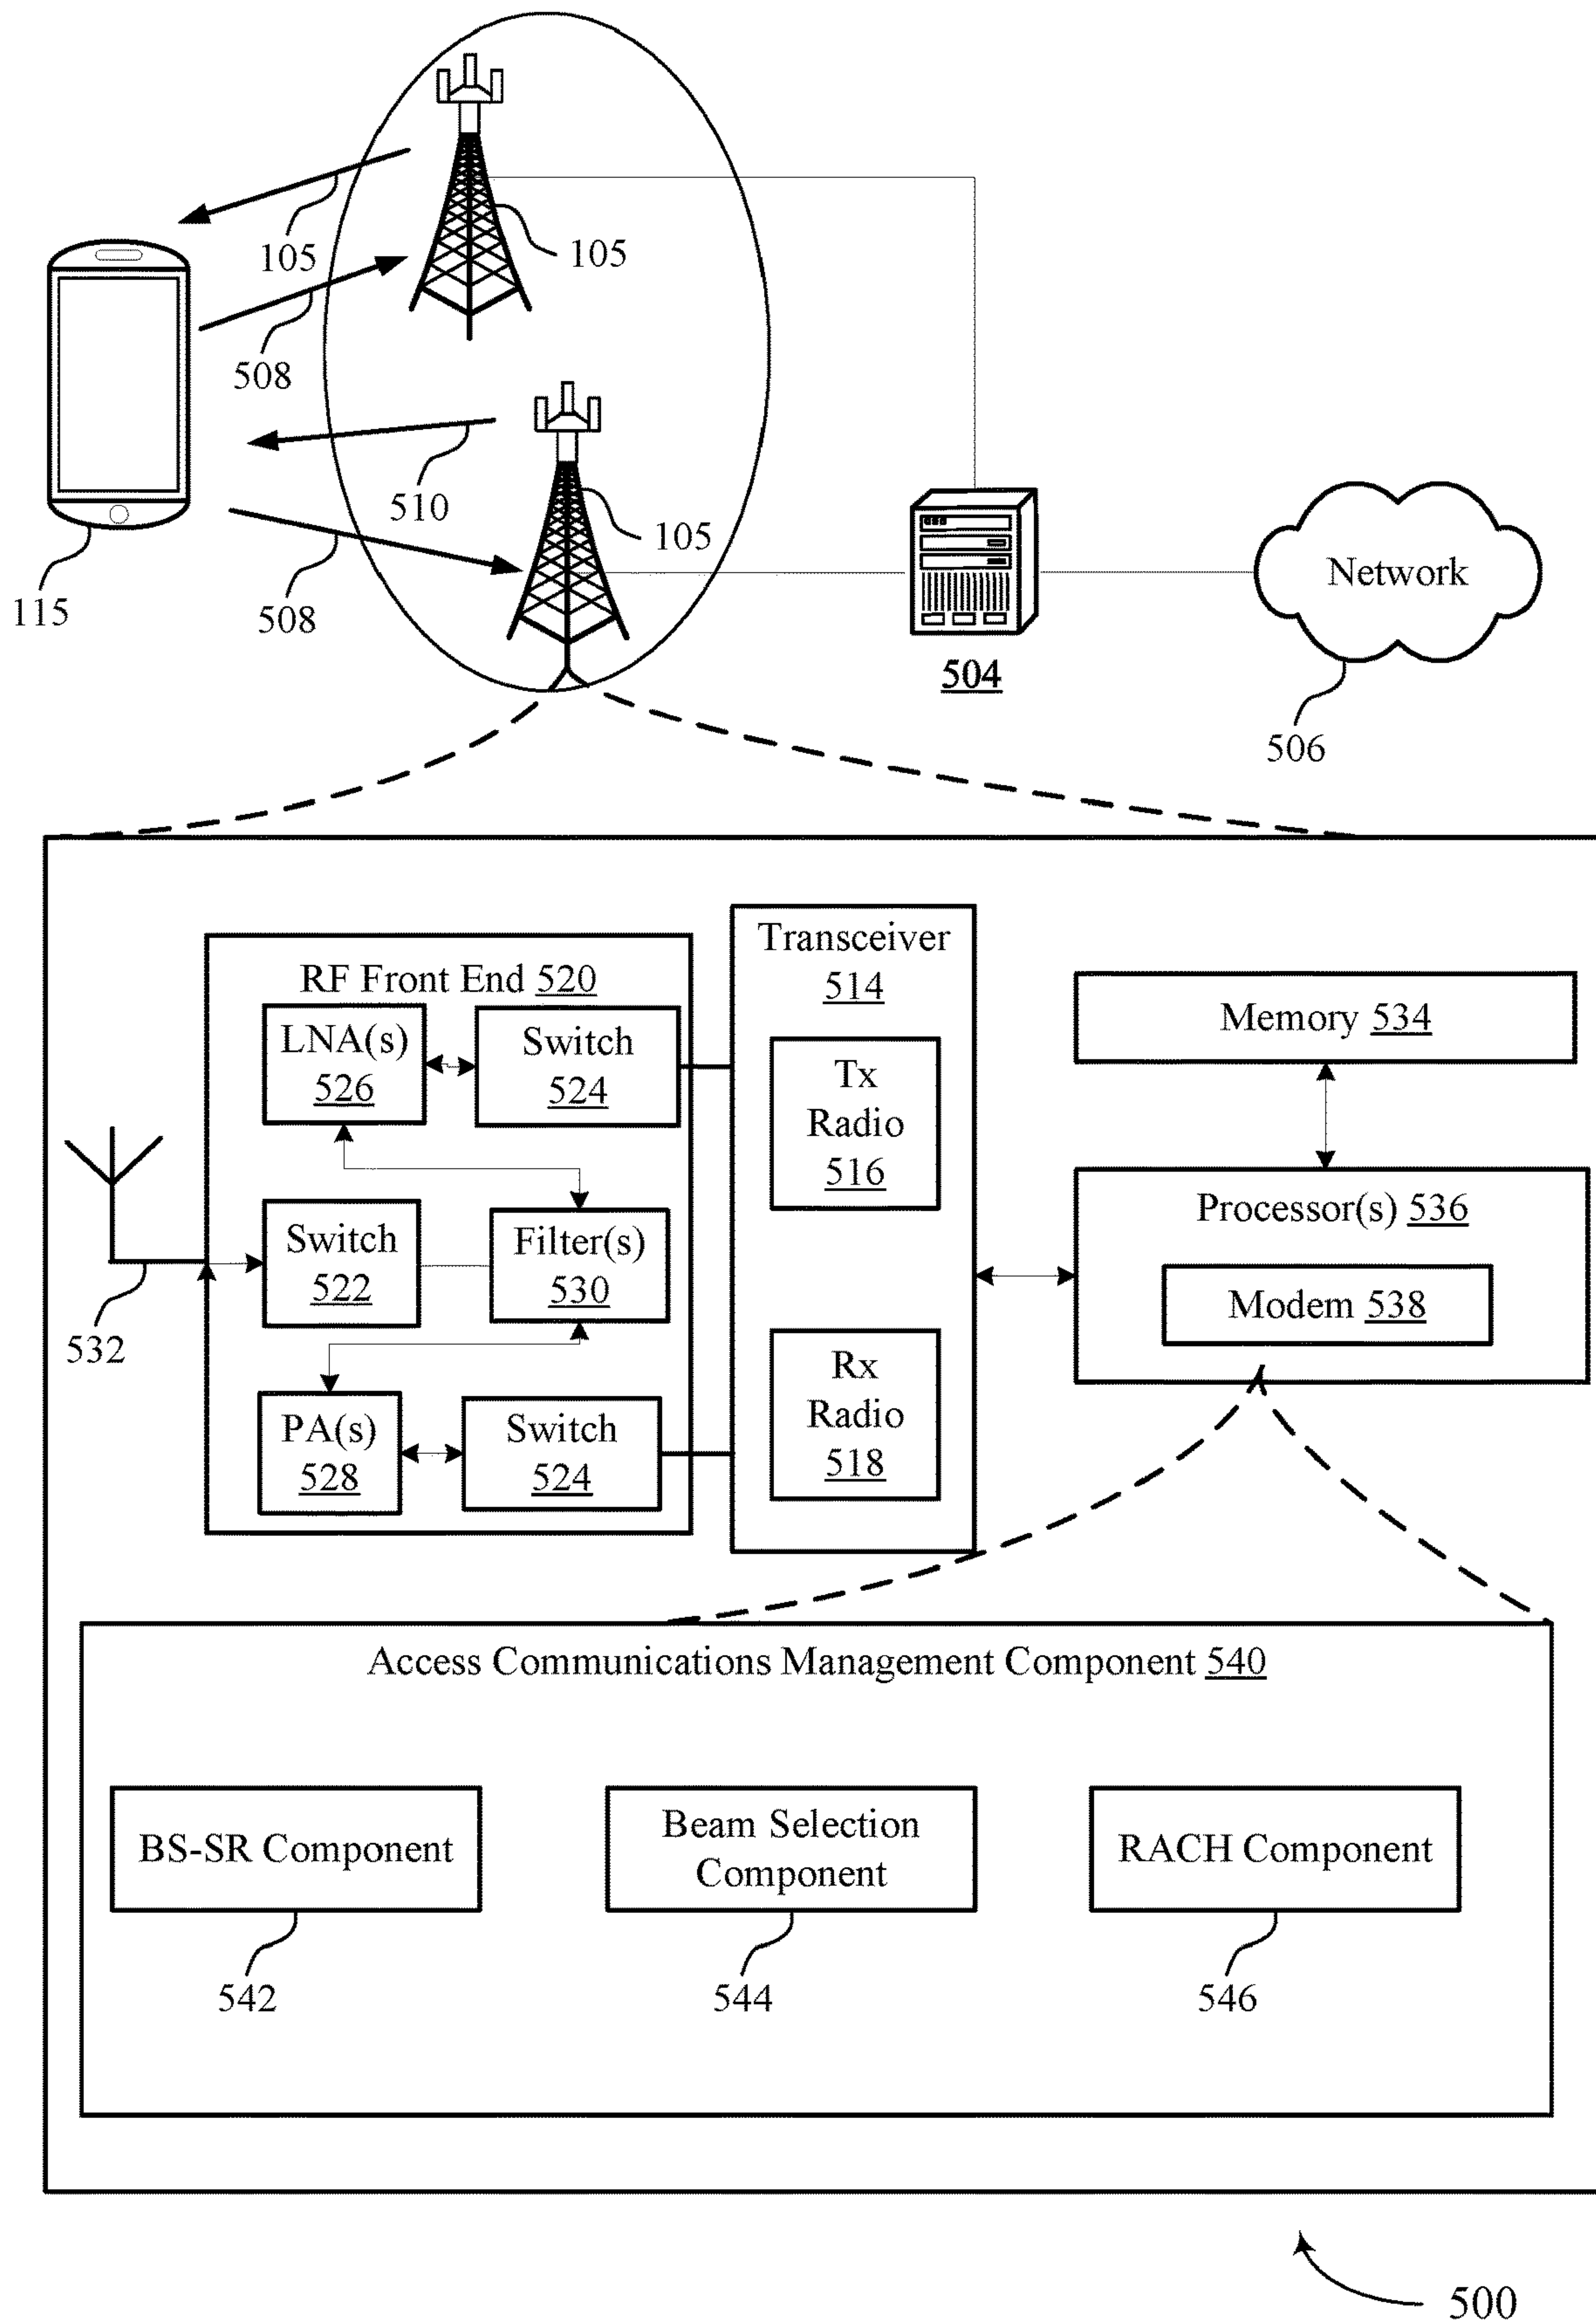 105
105
508
510
105
115
508
504
Network
506
RF Front End 520
LNA(s)
526
Switch
524
Switch
522
Filter(s)
530
PA(s)
528
Switch
524
532
Transceiver
514
Tx
Radio
516
Rx
Radio
518
Memory 534
Processor(s) 536
Modem 538
Access Communications Management Component 540
BS-SR Component
542
Beam Selection
Component
544
RACH Component
546
500